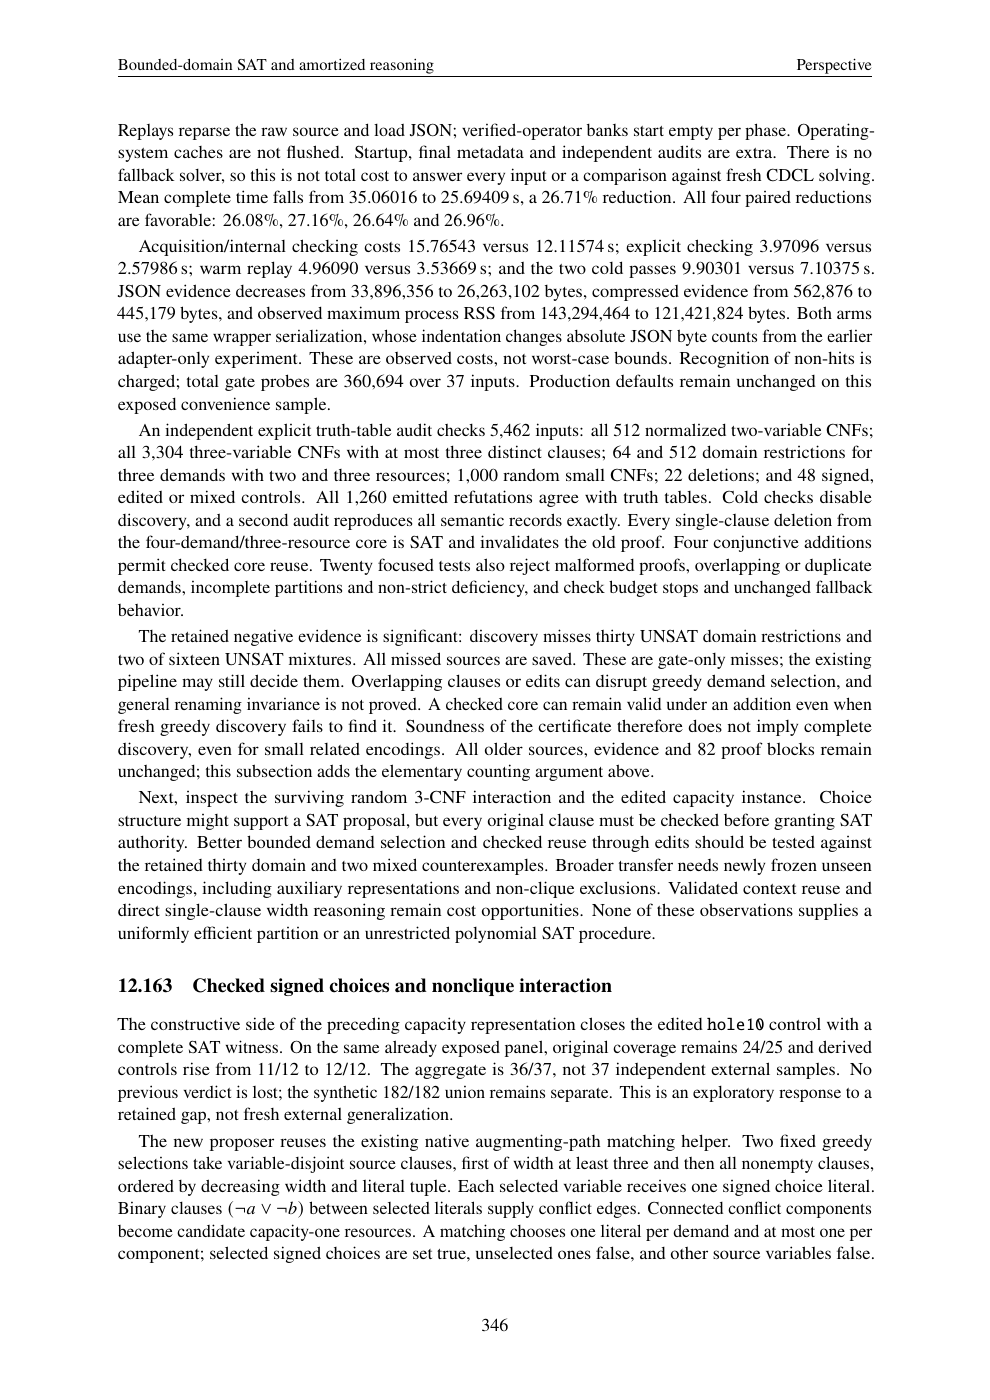 Bounded-domain SAT and amortized reasoning Perspective
Replays reparse the raw source and load JSON; verified-operator banks start empty per phase. Operating-
system caches are not flushed. Startup, final metadata and independent audits are extra. There is no
fallback solver, so this is not total cost to answer every input or a comparison against fresh CDCL solving.
Mean complete time falls from 35.06016 to 25.69409 s, a 26.71% reduction. All four paired reductions
are favorable: 26.08%, 27.16%, 26.64% and 26.96%.
Acquisition/internal checking costs 15.76543 versus 12.11574 s; explicit checking 3.97096 versus
2.57986 s; warm replay 4.96090 versus 3.53669 s; and the two cold passes 9.90301 versus 7.10375 s.
JSON evidence decreases from 33,896,356 to 26,263,102 bytes, compressed evidence from 562,876 to
445,179 bytes, and observed maximum process RSS from 143,294,464 to 121,421,824 bytes. Both arms
use the same wrapper serialization, whose indentation changes absolute JSON byte counts from the earlier
adapter-only experiment. These are observed costs, not worst-case bounds. Recognition of non-hits is
charged; total gate probes are 360,694 over 37 inputs. Production defaults remain unchanged on this
exposed convenience sample.
An independent explicit truth-table audit checks 5,462 inputs: all 512 normalized two-variable CNFs;
all 3,304 three-variable CNFs with at most three distinct clauses; 64 and 512 domain restrictions for
three demands with two and three resources; 1,000 random small CNFs; 22 deletions; and 48 signed,
edited or mixed controls. All 1,260 emitted refutations agree with truth tables. Cold checks disable
discovery, and a second audit reproduces all semantic records exactly. Every single-clause deletion from
the four-demand/three-resource core is SAT and invalidates the old proof. Four conjunctive additions
permit checked core reuse. Twenty focused tests also reject malformed proofs, overlapping or duplicate
demands, incomplete partitions and non-strict deficiency, and check budget stops and unchanged fallback
behavior.
The retained negative evidence is significant: discovery misses thirty UNSAT domain restrictions and
two of sixteen UNSAT mixtures. All missed sources are saved. These are gate-only misses; the existing
pipeline may still decide them. Overlapping clauses or edits can disrupt greedy demand selection, and
general renaming invariance is not proved. A checked core can remain valid under an addition even when
fresh greedy discovery fails to find it. Soundness of the certificate therefore does not imply complete
discovery, even for small related encodings. All older sources, evidence and 82 proof blocks remain
unchanged; this subsection adds the elementary counting argument above.
Next, inspect the surviving random 3-CNF interaction and the edited capacity instance. Choice
structure might support a SAT proposal, but every original clause must be checked before granting SAT
authority. Better bounded demand selection and checked reuse through edits should be tested against
the retained thirty domain and two mixed counterexamples. Broader transfer needs newly frozen unseen
encodings, including auxiliary representations and non-clique exclusions. Validated context reuse and
direct single-clause width reasoning remain cost opportunities. None of these observations supplies a
uniformly efficient partition or an unrestricted polynomial SAT procedure.
12.163 Checked signed choices and nonclique interaction
The constructive side of the preceding capacity representation closes the edited hole10 control with a
complete SAT witness. On the same already exposed panel, original coverage remains 24/25 and derived
controls rise from 11/12 to 12/12. The aggregate is 36/37, not 37 independent external samples. No
previous verdict is lost; the synthetic 182/182 union remains separate. This is an exploratory response to a
retained gap, not fresh external generalization.
The new proposer reuses the existing native augmenting-path matching helper. Two fixed greedy
selections take variable-disjoint source clauses, first of width at least three and then all nonempty clauses,
ordered by decreasing width and literal tuple. Each selected variable receives one signed choice literal.
Binary clauses (¬a ∨ ¬b) between selected literals supply conflict edges. Connected conflict components
become candidate capacity-one resources. A matching chooses one literal per demand and at most one per
component; selected signed choices are set true, unselected ones false, and other source variables false.
346